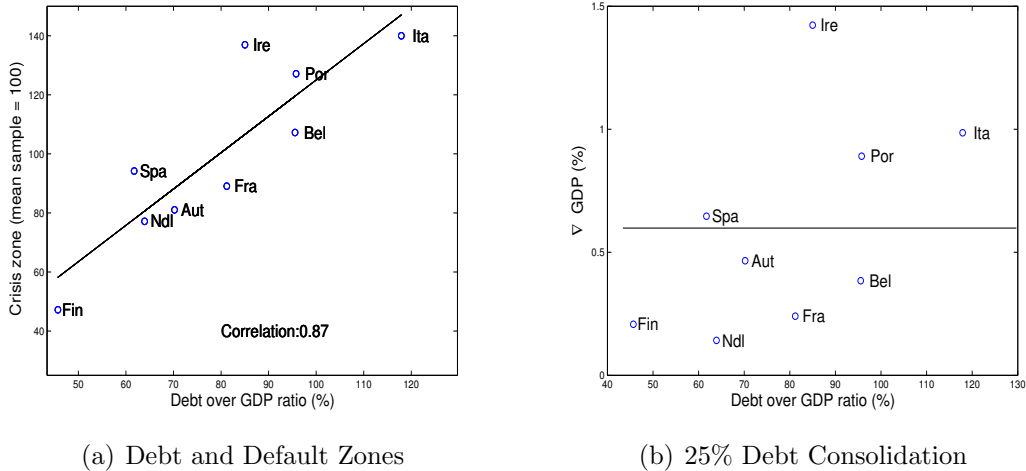 140
120
100
80
60
40
Crisis zone (mean sample = 100)
Ita
Ire
Por
Bel
Spa
Fra
Aut
Ndl
Fin
Correlation:0.87
50 60 70 80 90 100 110 120
Debt over GDP ratio (%)
(a) Debt and Default Zones
1.5
1
0.5
0
∇ GDP (%)
Ire
Ita
Por
Spa
Aut
Bel
Fra
Fin
Ndl
40 50 60 70 80 90 100 110 120 130
Debt over GDP ratio (%)
(b) 25% Debt Consolidation